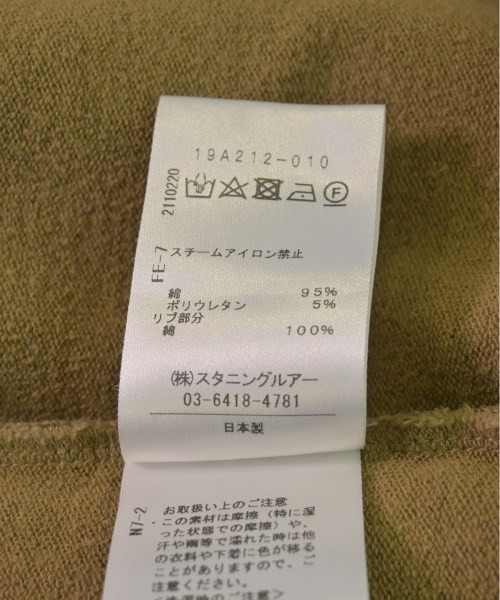 19A212-010
2110220
F
FE-7
スチームアイロン禁止
綿 95%
ポリウレタン 5%
リブ部分
綿 100%
(株)スタニングルアー
03-6418-4781
日本製
N7-2
お取扱い上のご注意
・この素材は摩擦(特に湿
った状態での摩擦)や、
汗や雨等で濡れた時は他
の衣料や下着に色が移る
ことがありますので、ご
注意ください。